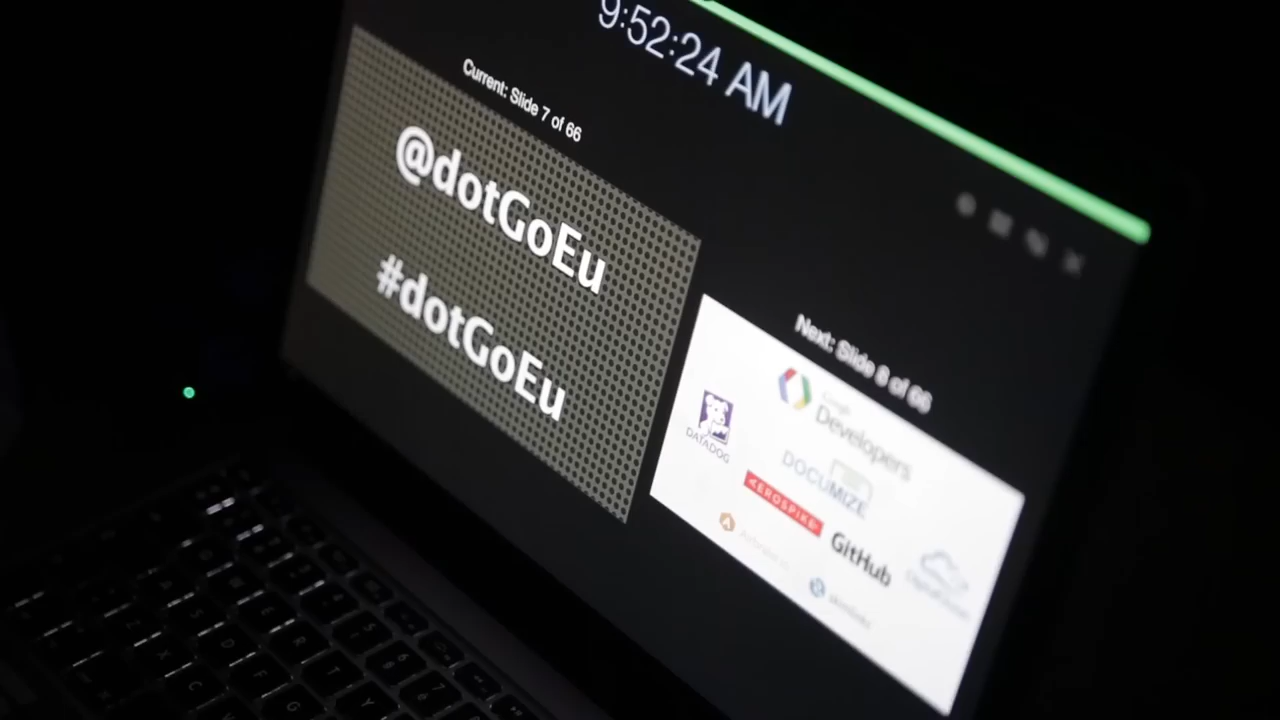 9:52:24 AM
Current: Slide 7 of 66
@dotGoEu
#dotGoEu
Next: Slide 8 of 66
Google
Developers
DATADOG
DOCUMIZE
AEROSPIKE
GitHub
DigitalOcean